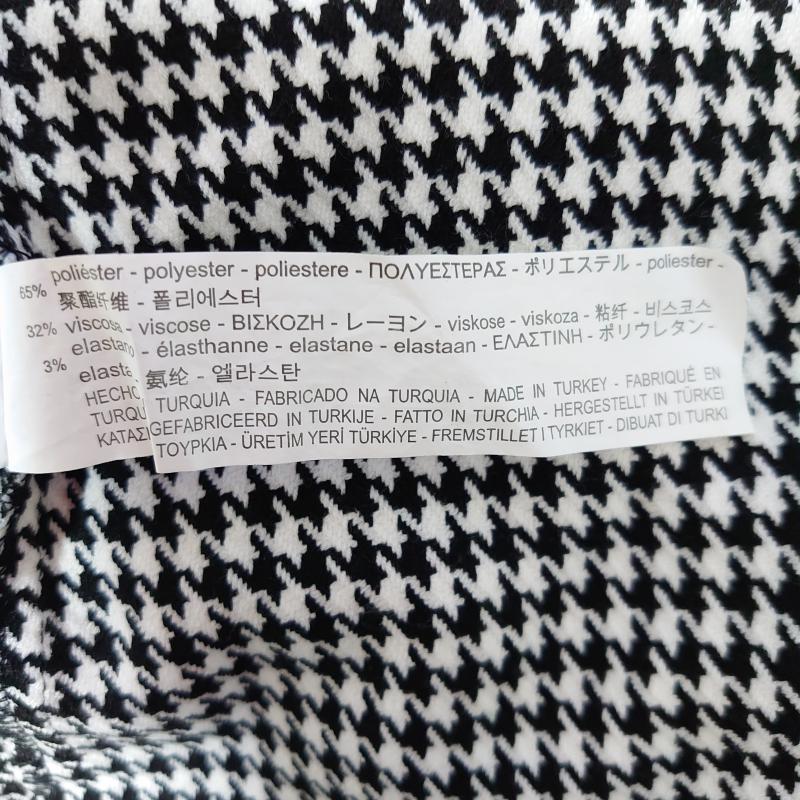 65% poliéster - polyester - poliestere - ΠΟΛΥΕΣΤΕΡΑΣ - ポリエステル - poliester -
聚酯纤维 - 폴리에스터
32% viscosa - viscose - ΒΙΣΚΟΖΗ - レーヨン - viskose - viskoza - 粘纤 - 비스코스
3% elastano - élasthanne - elastane - elastaan - ΕΛΑΣΤΙΝΗ - ポリウレタン -
elasta 氨纶 - 엘라스탄
HECHO TURQUIA - FABRICADO NA TURQUIA - MADE IN TURKEY - FABRIQUÉ EN
TURQU GEFABRICEERD IN TURKIJE - FATTO IN TURCHIA - HERGESTELLT IN TÜRKEI
ΚΑΤΑΣΚ ΤΟΥΡΚΙΑ - ÜRETİM YERİ TÜRKİYE - FREMSTILLET I TYRKIET - DIBUAT DI TURKI